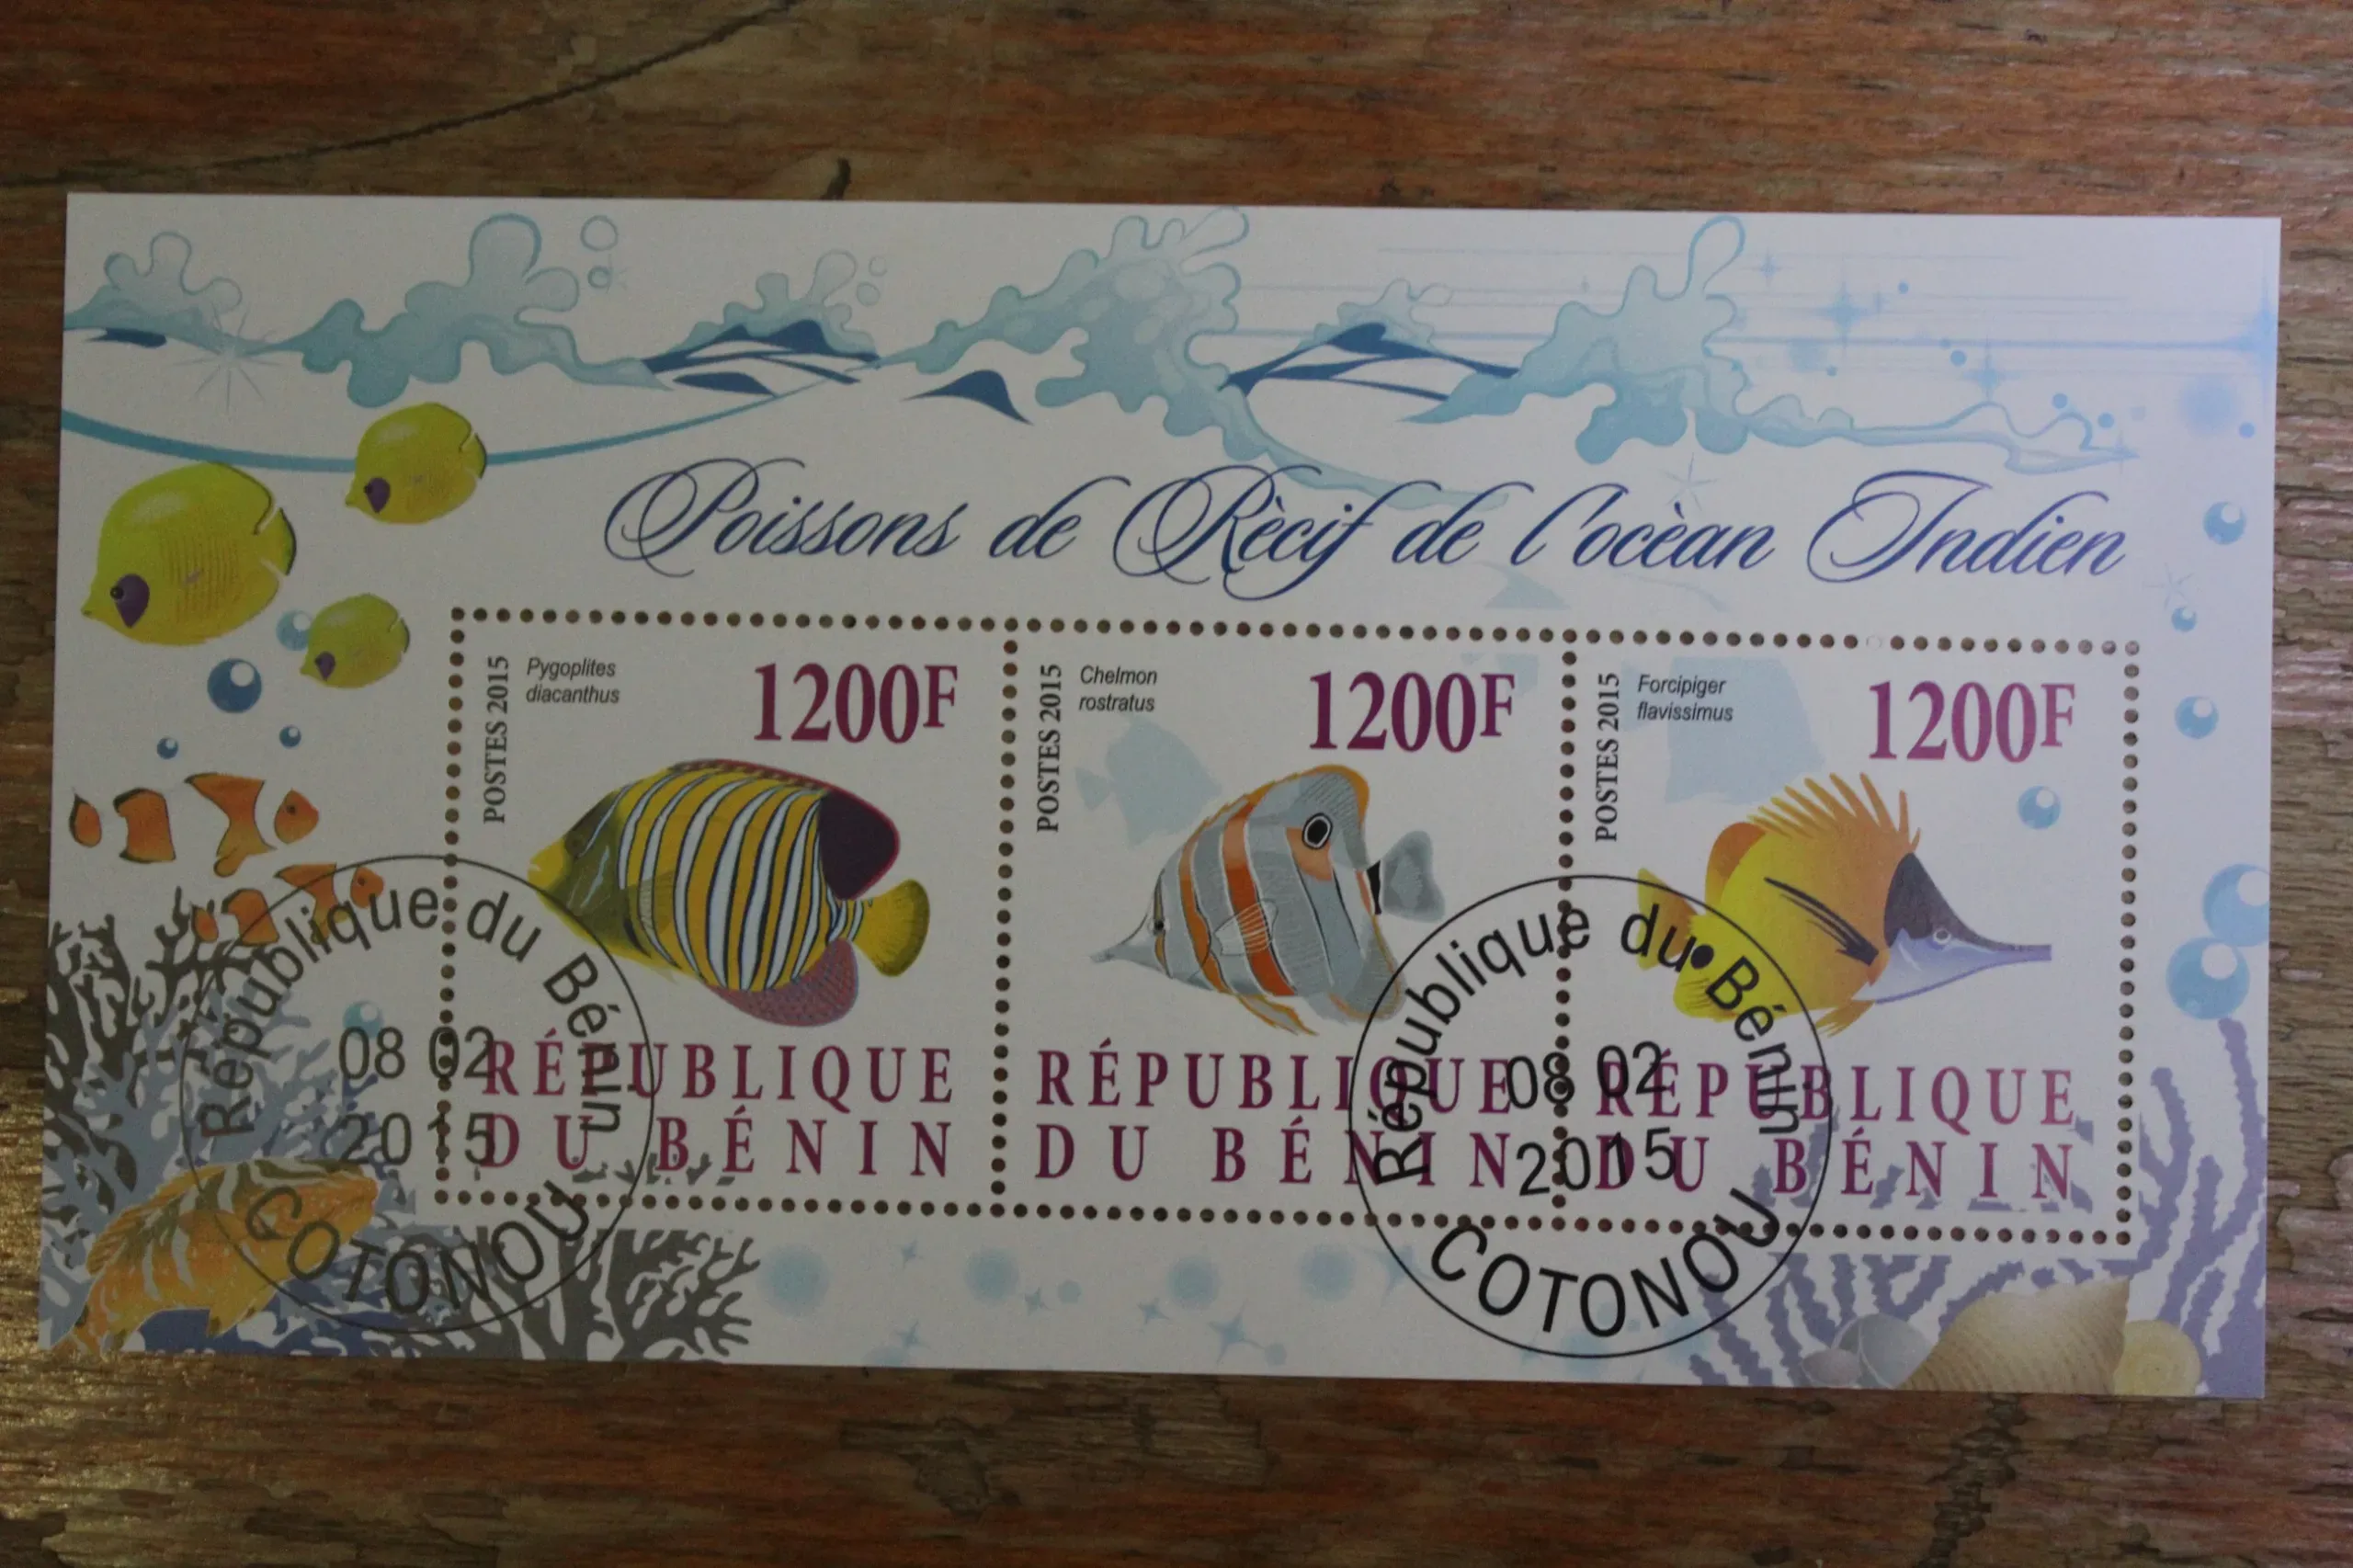 Poissons de Rècif de l'ocèan Indien
POSTES 2015
Pygoplites
diacanthus
1200F
RÉPUBLIQUE
DU BÉNIN
POSTES 2015
Chelmon
rostratus
1200F
RÉPUBLIQUE
DU BÉNIN
POSTES 2015
Forcipiger
flavissimus
1200F
RÉPUBLIQUE
DU BÉNIN
République du Bénin
08 02
2015
COTONOU
République du Bénin
08 02
2015
COTONOU